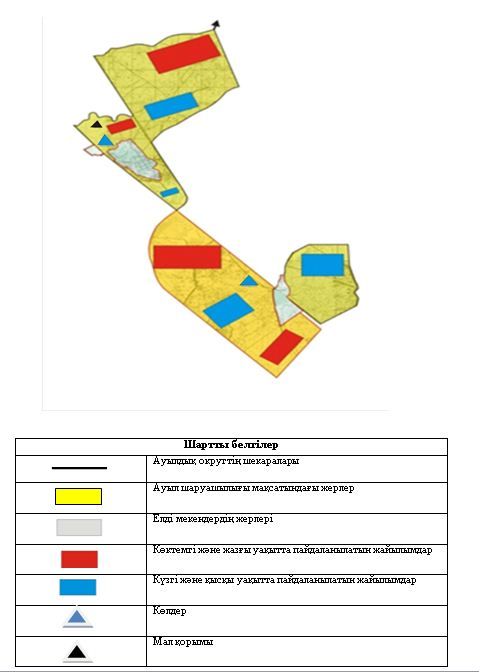 Шартты белгілер
Ауылдық округтің шекаралары
Ауыл шаруашылығы мақсатындағы жерлер
Елді мекендердің жерлері
Көктемгі және жазғы уақытта пайдаланылатын жайылымдар
Күзгі және қысқы уақытта пайдаланылатын жайылымдар
Көлдер
Мал қорымы